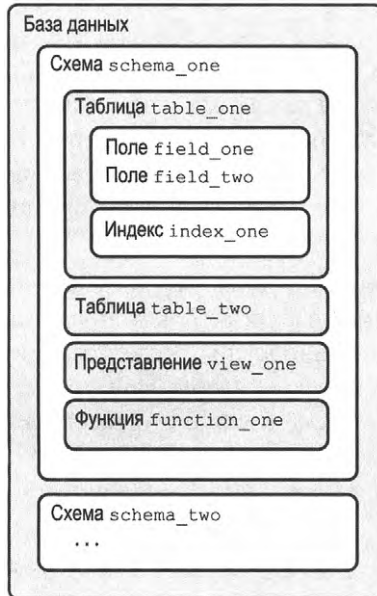 База данных
Схема schema_one
Таблица table_one
Поле field_one
Поле field_two
Индекс index_one
Таблица table_two
Представление view_one
Функция function_one
Схема schema_two
...